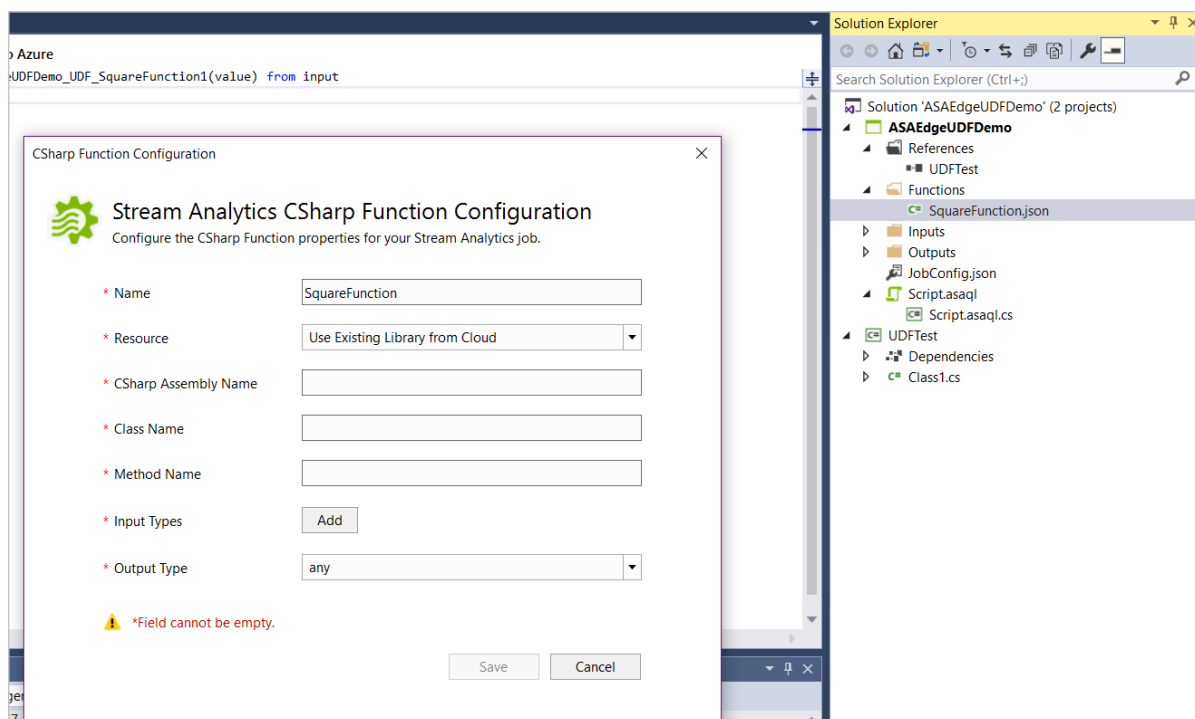 Azure
UDFDemo_UDF_SquareFunction1(value) from input
CSharp Function Configuration
Stream Analytics CSharp Function Configuration
Configure the CSharp Function properties for your Stream Analytics job.
* Name
SquareFunction
* Resource
Use Existing Library from Cloud
* CSharp Assembly Name
* Class Name
* Method Name
* Input Types
Add
* Output Type
any
*Field cannot be empty.
Save
Cancel
Solution Explorer
Search Solution Explorer (Ctrl+;)
Solution 'ASAEdgeUDFDemo' (2 projects)
ASAEdgeUDFDemo
References
UDFTest
Functions
C# SquareFunction.json
Inputs
Outputs
JobConfig.json
Script.asaql
C# Script.asaql.cs
C# UDFTest
Dependencies
C# Class1.cs